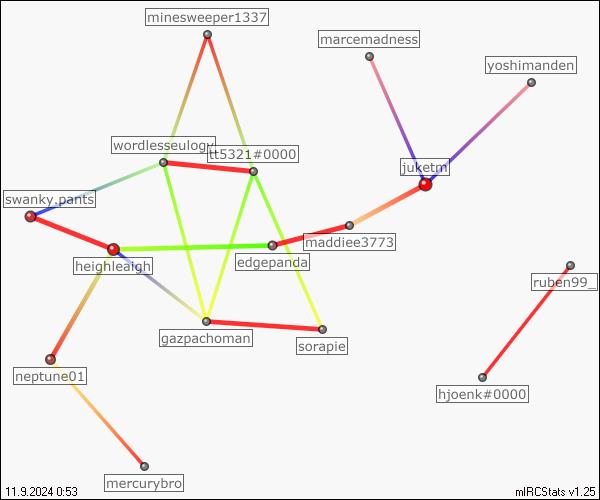 minesweeper1337
marcemadness
yoshimanden
wordlesseulogy
tt5321#0000
juketm
swanky.pants
maddiee3773
edgepanda
heighleaigh
ruben99_
gazpachoman
sorapie
neptune01
hjoenk#0000
mercurybro
11.9.2024 0:53
mIRCStats v1.25